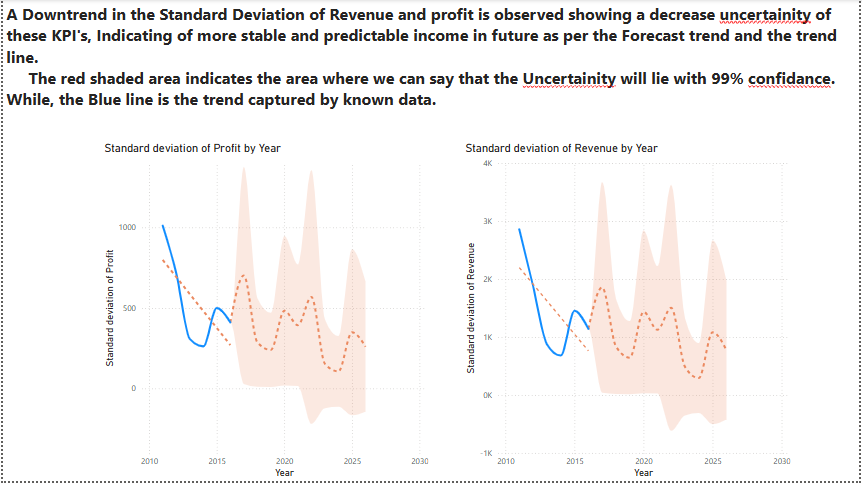 A Downtrend in the Standard Deviation of Revenue and profit is observed showing a decrease uncertainity of
these KPI's, Indicating of more stable and predictable income in future as per the Forecast trend and the trend
line.
The red shaded area indicates the area where we can say that the Uncertainity will lie with 99% confidance.
While, the Blue line is the trend captured by known data.
Standard deviation of Profit by Year
1000
500
0
Standard deviation of Profit
2010 2015 2020 2025 2030
Year
Standard deviation of Revenue by Year
4K
3K
2K
1K
0K
-1K
Standard deviation of Revenue
2010 2015 2020 2025 2030
Year